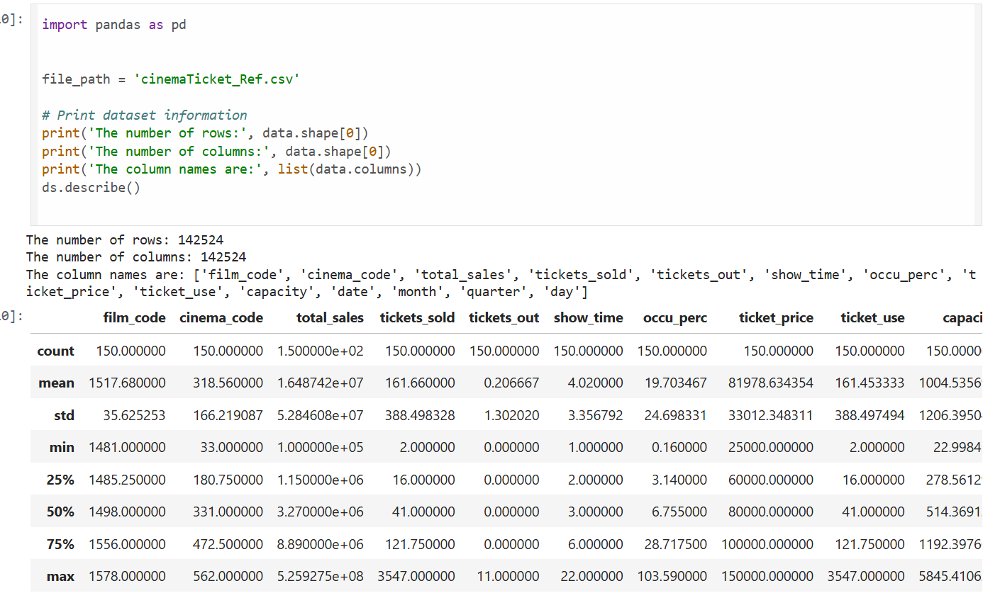 0]:
import pandas as pd
file_path = 'cinemaTicket_Ref.csv'
# Print dataset information
print('The number of rows:', data.shape[0])
print('The number of columns:', data.shape[0])
print('The column names are:', list(data.columns))
ds.describe()
The number of rows: 142524
The number of columns: 142524
The column names are: ['film_code', 'cinema_code', 'total_sales', 'tickets_sold', 'tickets_out', 'show_time', 'occu_perc', 't
icket_price', 'ticket_use', 'capacity', 'date', 'month', 'quarter', 'day']
0]:
film_code cinema_code total_sales tickets_sold tickets_out show_time occu_perc ticket_price ticket_use capaci
count 150.000000 150.000000 1.500000e+02 150.000000 150.000000 150.000000 150.000000 150.000000 150.000000 150.0000
mean 1517.680000 318.560000 1.648742e+07 161.660000 0.206667 4.020000 19.703467 81978.634354 161.453333 1004.5356
std 35.625253 166.219087 5.284608e+07 388.498328 1.302020 3.356792 24.698331 33012.348311 388.497494 1206.3950
min 1481.000000 33.000000 1.000000e+05 2.000000 0.000000 1.000000 0.160000 25000.000000 2.000000 22.9984
25% 1485.250000 180.750000 1.150000e+06 16.000000 0.000000 2.000000 3.140000 60000.000000 16.000000 278.5612
50% 1498.000000 331.000000 3.270000e+06 41.000000 0.000000 3.000000 6.755000 80000.000000 41.000000 514.3691
75% 1556.000000 472.500000 8.890000e+06 121.750000 0.000000 6.000000 28.717500 100000.000000 121.750000 1192.3976
max 1578.000000 562.000000 5.259275e+08 3547.000000 11.000000 22.000000 103.590000 150000.000000 3547.000000 5845.4106